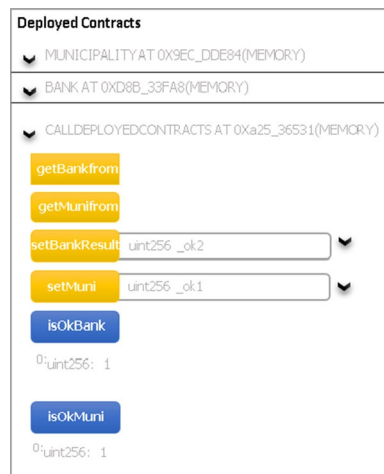 Deployed Contracts
MUNICIPALITY AT 0X9EC_DDE84(MEMORY)
BANK AT 0XD8B_33FA8(MEMORY)
CALLDEPLOYEDCONTRACTS AT 0Xa25_36531(MEMORY)
getBankfrom
getMunifrom
setBankResult uint256 _ok2
setMuni uint256 _ok1
isOkBank
0:uint256: 1
isOkMuni
0:uint256: 1